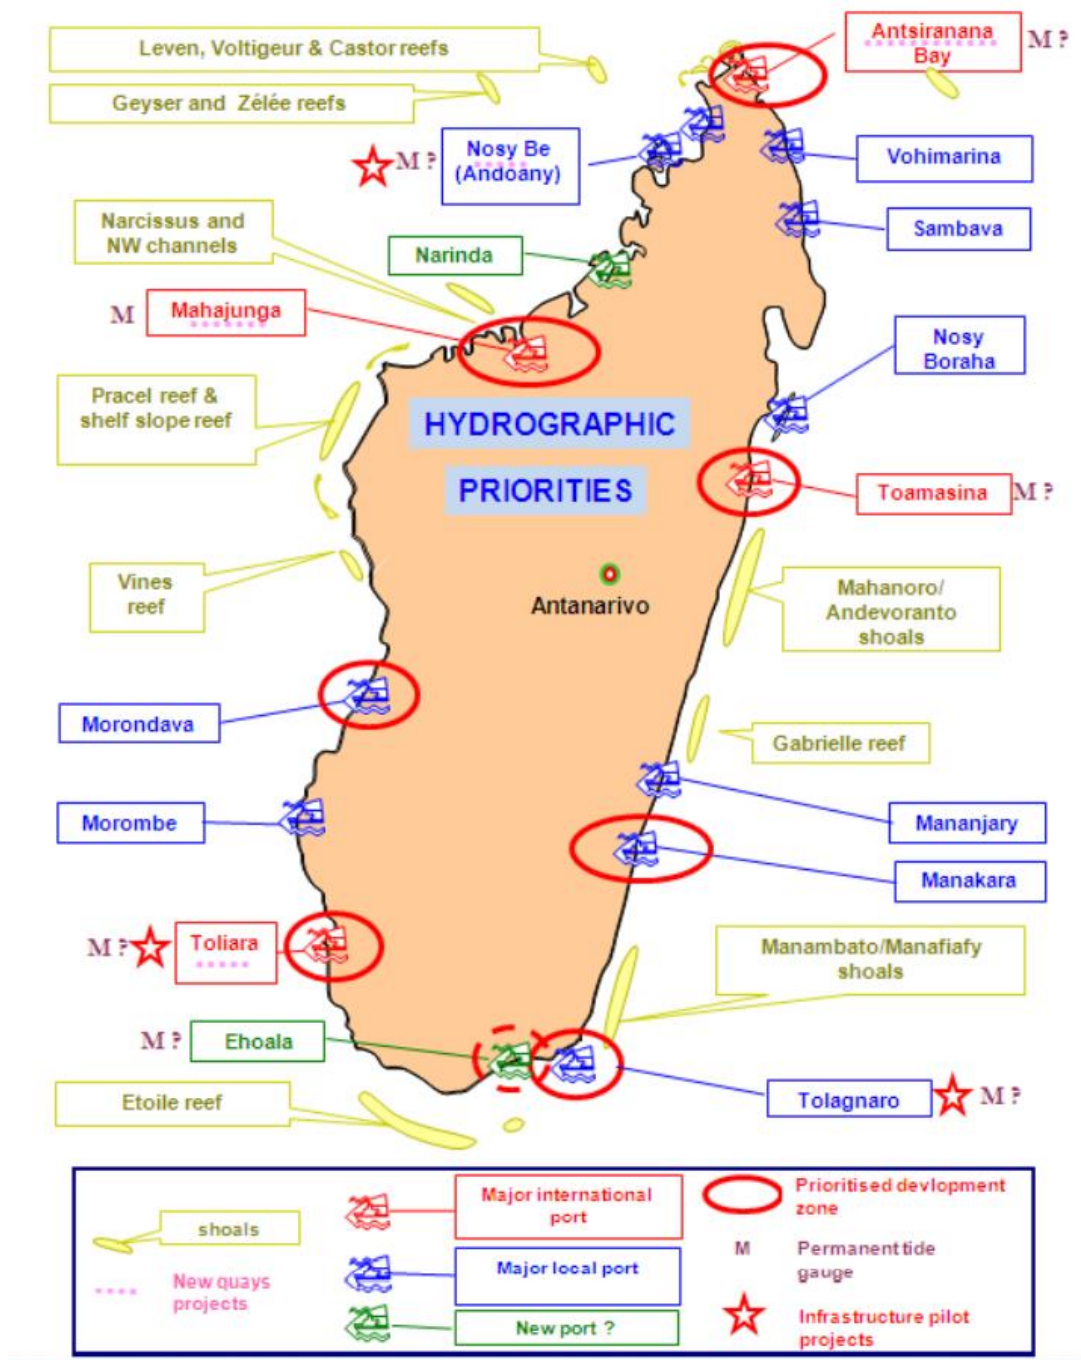 Leven, Voltigeur & Castor reefs
Antsiranana
Bay
M ?
Geyser and Zélée reefs
M ?
Nosy Be
(Andoany)
Vohimarina
Narcissus and
NW channels
Sambava
Narinda
M
Mahajunga
Nosy
Boraha
Pracel reef &
shelf slope reef
HYDROGRAPHIC
PRIORITIES
Toamasina
M ?
Vines
reef
Antanarivo
Mahanoro/
Andevoranto
shoals
Morondava
Gabrielle reef
Morombe
Mananjary
Manakara
M ?
Toliara
Manambato/Manafiafy
shoals
M ?
Ehoala
Etoile reef
Tolagnaro
M ?
shoals
New quays
projects
Major international
port
Major local port
New port ?
Prioritised devlopment
zone
M
Permanent tide
gauge
Infrastructure pilot
projects